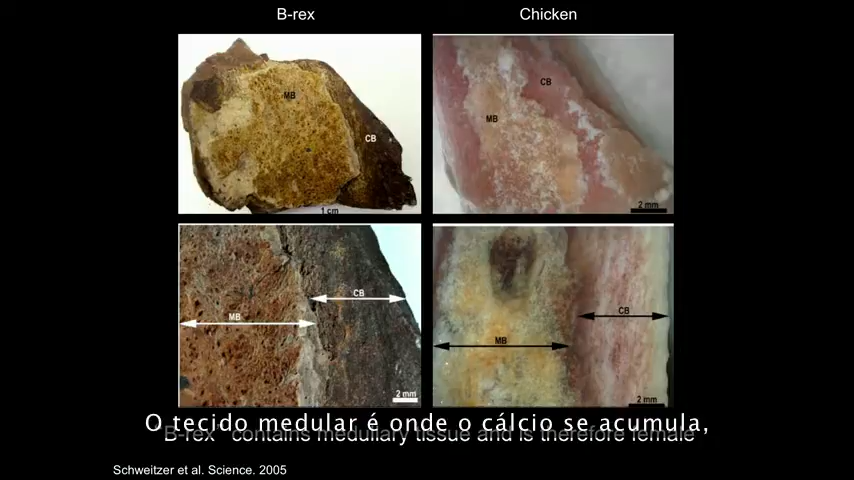 B-rex
Chicken
MB
CB
1 cm
CB
MB
2 mm
CB
MB
2 mm
CB
MB
2 mm
O tecido medular é onde o cálcio se acumula,
"B-rex" contains medullary tissue and is therefore female
Schweitzer et al. Science. 2005